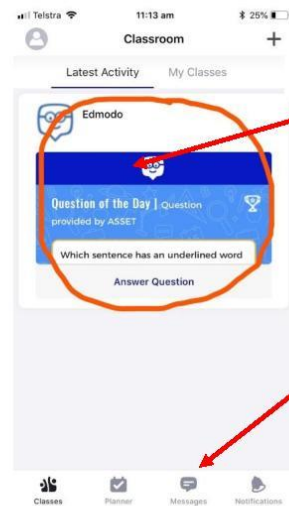 Telstra 11:13 am 25%
Classroom
Latest Activity My Classes
Edmodo
Question of the Day | Question
provided by ASSET
Which sentence has an underlined word
Answer Question
Classes Planner Messages Notifications